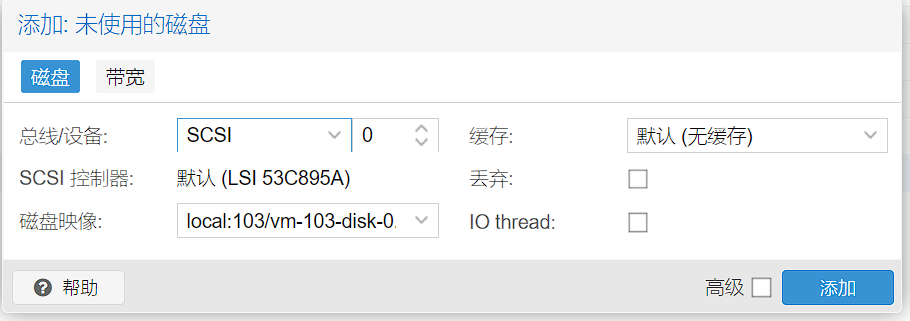 添加: 未使用的磁盘
磁盘 带宽
总线/设备: SCSI 0 缓存: 默认 (无缓存)
SCSI 控制器: 默认 (LSI 53C895A) 丢弃:
磁盘映像: local:103/vm-103-disk-0. IO thread:
帮助 高级 添加